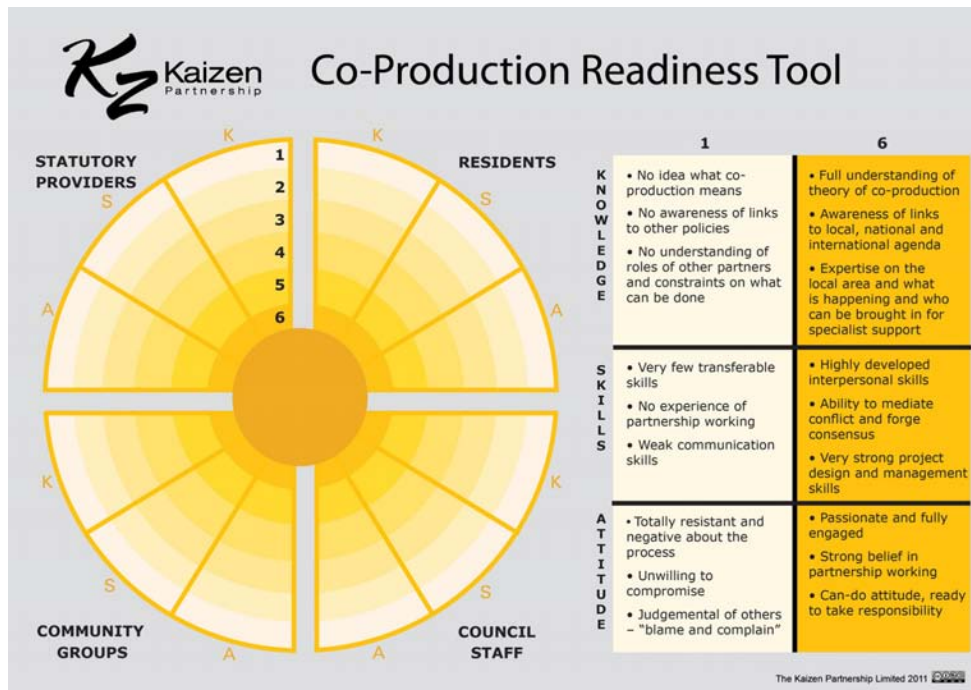 Kz Kaizen
Partnership
Co-Production Readiness Tool
STATUTORY
PROVIDERS
K
S
A
1
2
3
4
5
6
RESIDENTS
K
S
A
COMMUNITY
GROUPS
K
S
A
COUNCIL
STAFF
K
S
A
1
6
KNOWLEDGE
• No idea what co-
production means
• No awareness of links
to other policies
• No understanding of
roles of other partners
and constraints on what
can be done
• Full understanding of
theory of co-production
• Awareness of links
to local, national and
international agenda
• Expertise on the
local area and what
is happening and who
can be brought in for
specialist support
SKILLS
• Very few transferable
skills
• No experience of
partnership working
• Weak communication
skills
• Highly developed
interpersonal skills
• Ability to mediate
conflict and forge
consensus
• Very strong project
design and management
skills
ATTITUDE
• Totally resistant and
negative about the
process
• Unwilling to
compromise
• Judgemental of others
– “blame and complain”
• Passionate and fully
engaged
• Strong belief in
partnership working
• Can-do attitude, ready
to take responsibility
The Kaizen Partnership Limited 2011